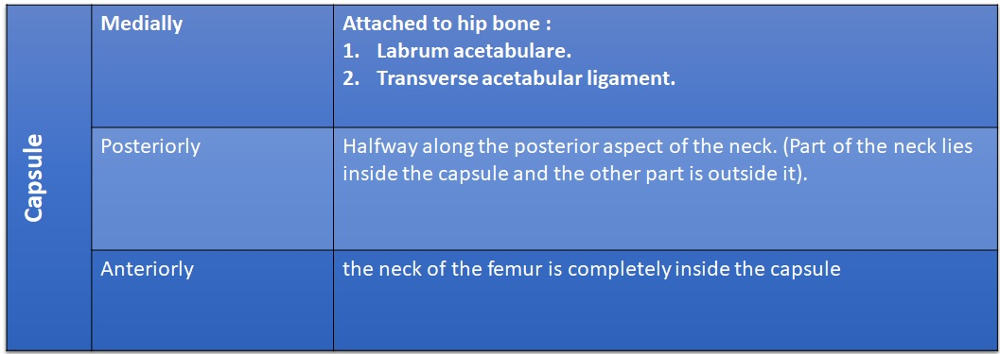 Capsule
Medially
Attached to hip bone :
1. Labrum acetabulare.
2. Transverse acetabular ligament.
Posteriorly
Halfway along the posterior aspect of the neck. (Part of the neck lies
inside the capsule and the other part is outside it).
Anteriorly
the neck of the femur is completely inside the capsule